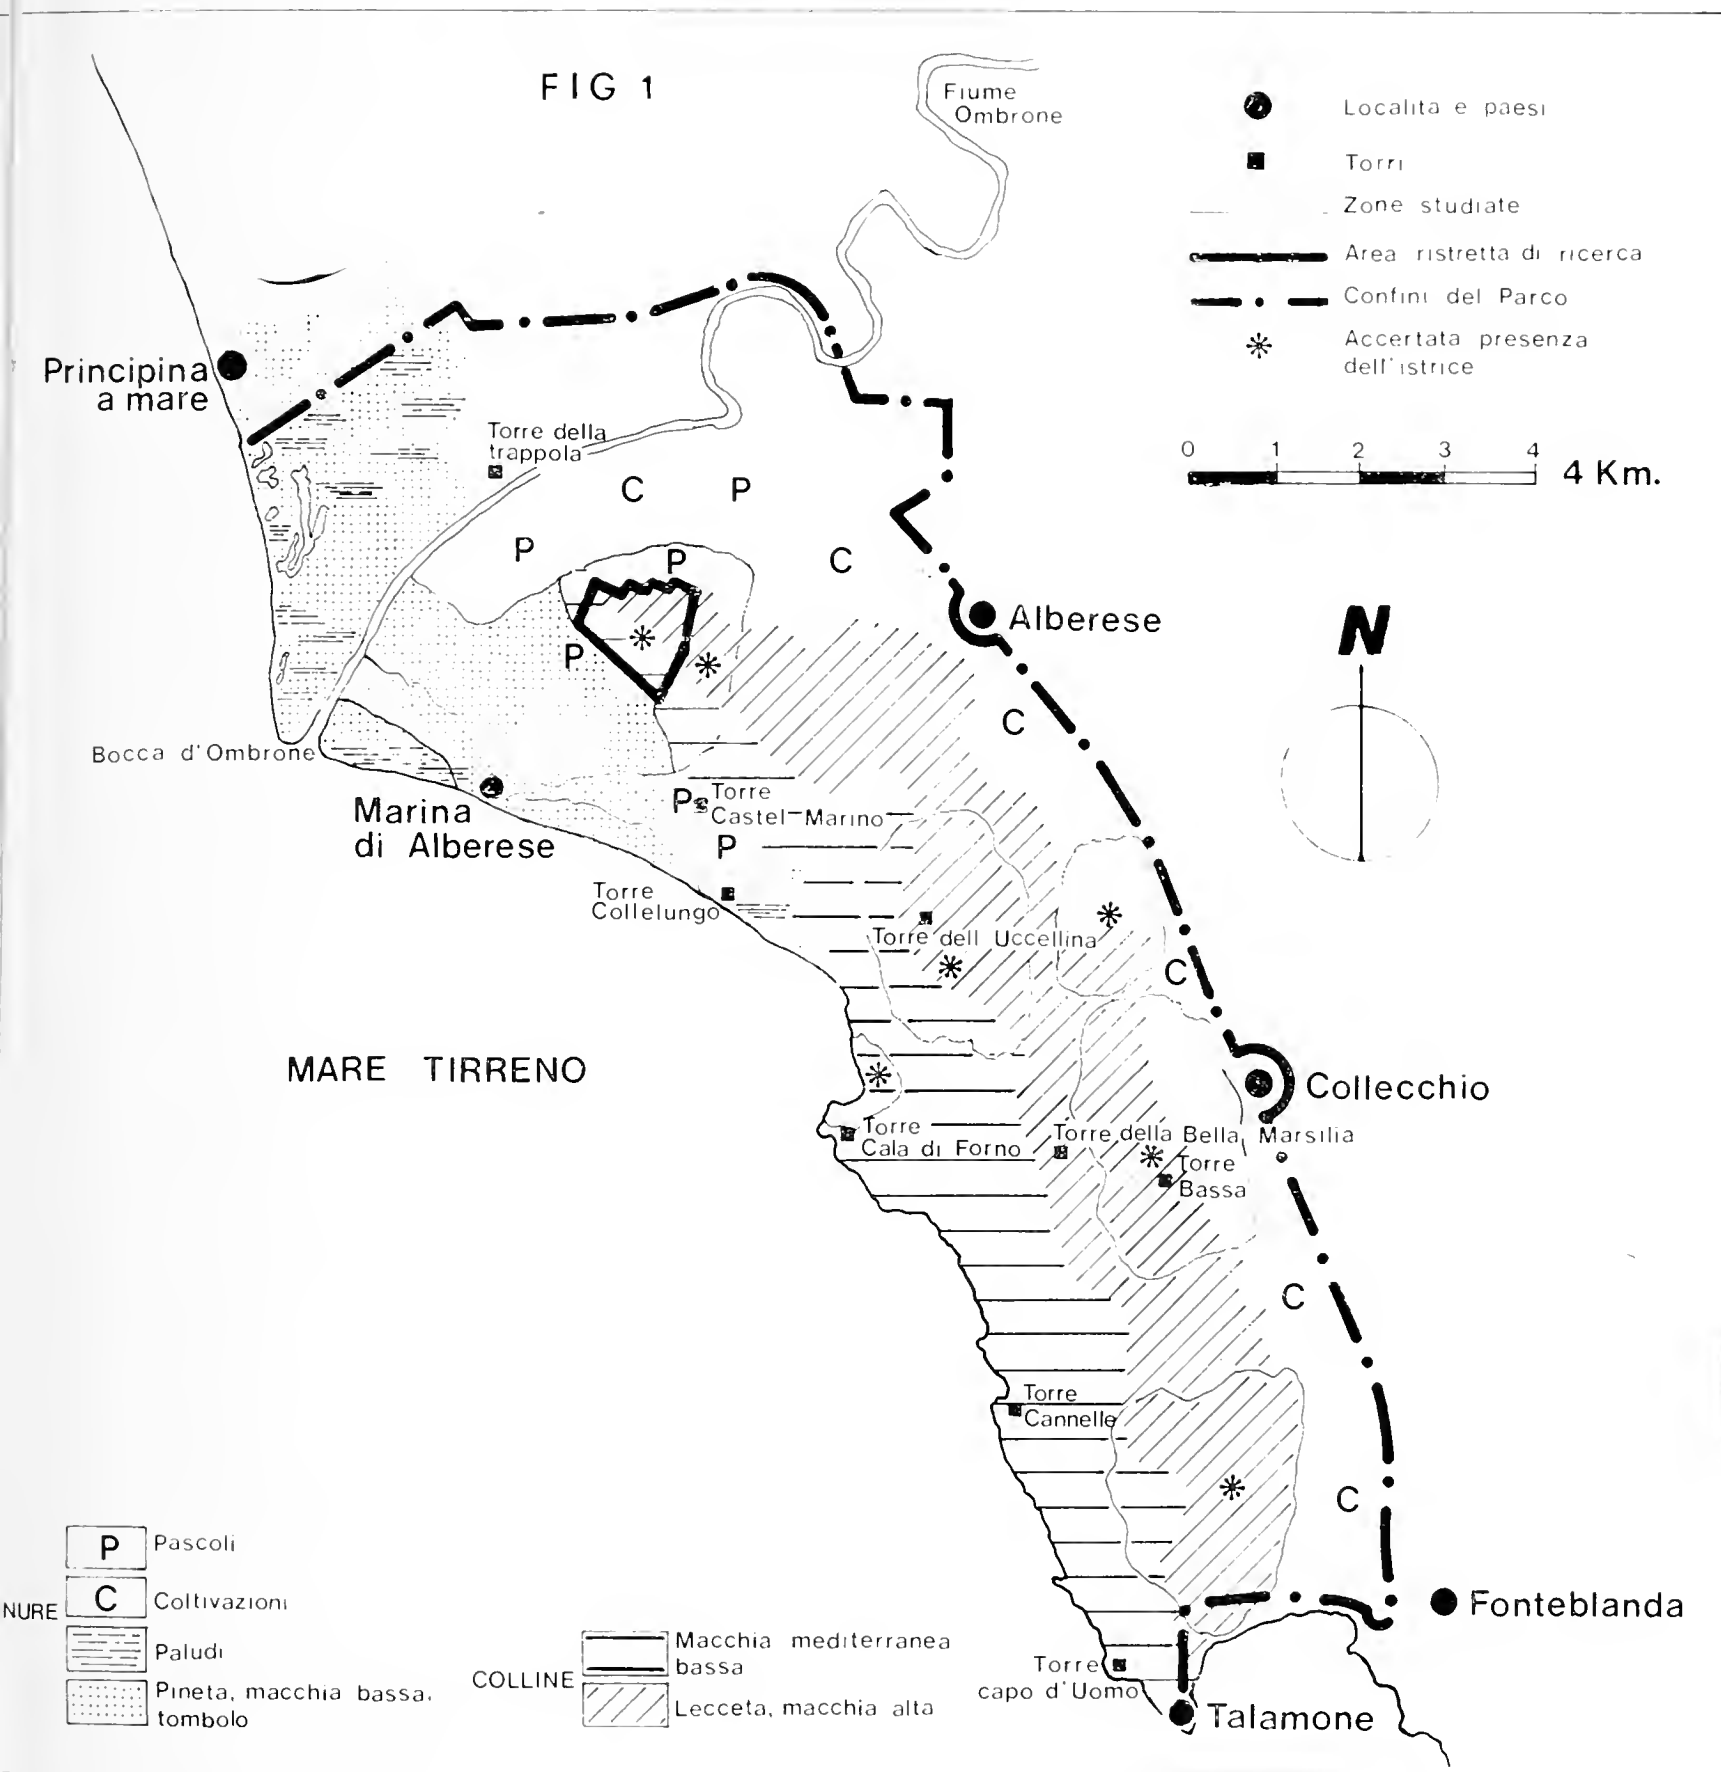 FIG 1
Fiume
Ombrone
Localita e paesi
Torri
Zone studiate
Area ristretta di ricerca
Confini del Parco
Accertata presenza
dell'istrice
0 1 2 3 4
4 Km.
Principina
a mare
Torre della
trappola
C P
P
P
C
Alberese
N
P
C
Bocca d'Ombrone
Marina
di Alberese
P
Torre
Castel-Marino
P
Torre
Collelungo
Torre dell Uccellina
C
MARE TIRRENO
Collecchio
Torre
Cala di Forno
Torre della Bella Marsilia
Torre
Bassa
C
Torre
Cannelle
C
Fonteblanda
Torre
capo d'Uomo
Talamone
NURE
P Pascoli
C Coltivazioni
Paludi
Pineta, macchia bassa,
tombolo
COLLINE
Macchia mediterranea
bassa
Lecceta, macchia alta